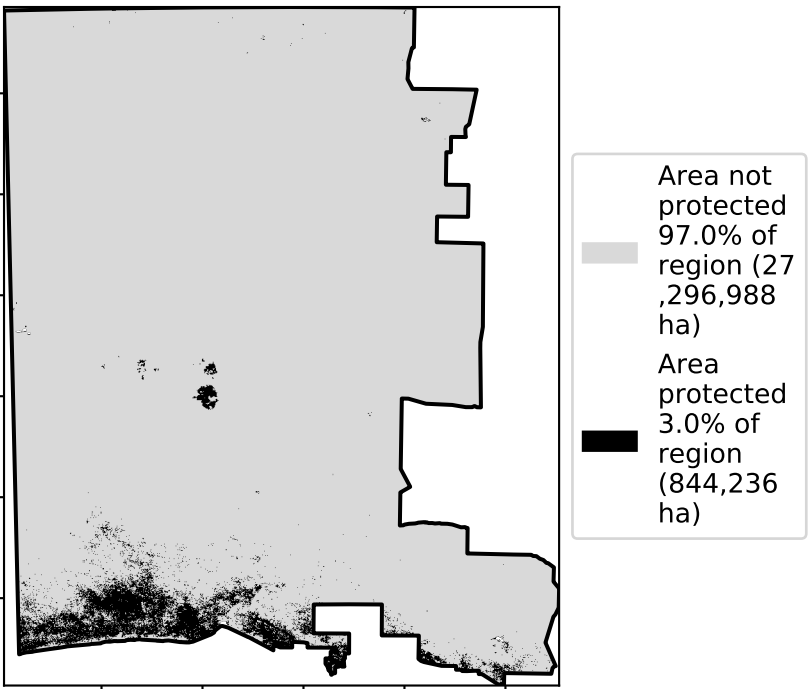 Area not
protected
97.0% of
region (27
,296,988
ha)
Area
protected
3.0% of
region
(844,236
ha)